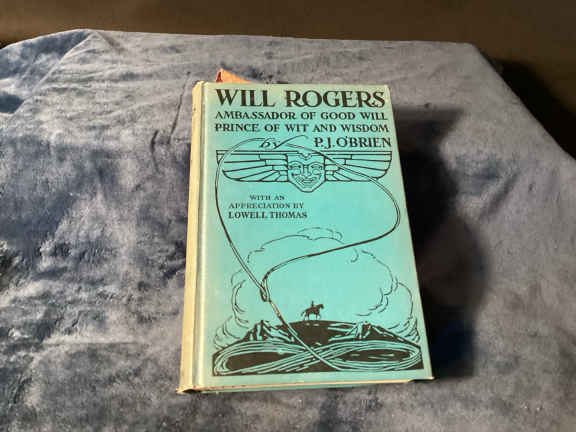 WILL ROGERS
AMBASSADOR OF GOOD WILL
PRINCE OF WIT AND WISDOM
by P.J. O'BRIEN
WITH AN
APPRECIATION BY
LOWELL THOMAS